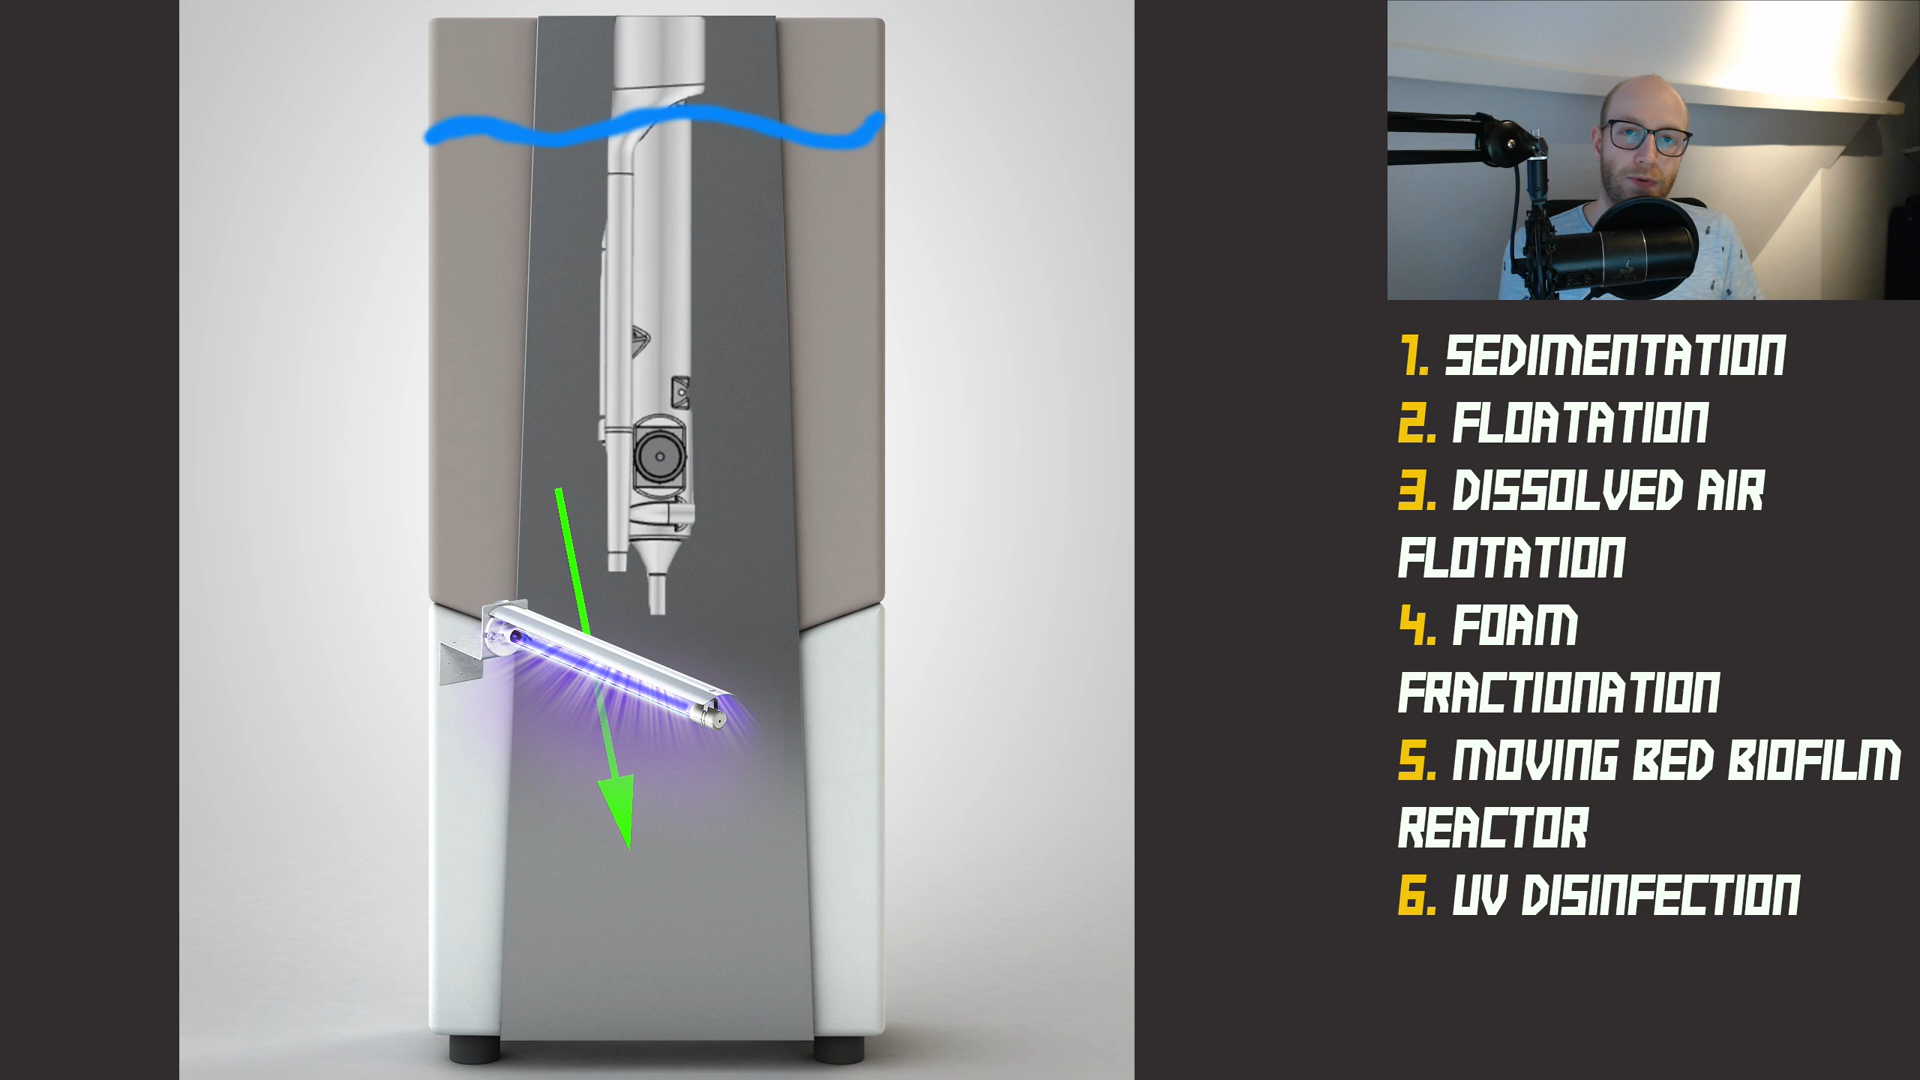 1. SEDIMENTATION
2. FLOATATION
3. DISSOLVED AIR
FLOTATION
4. FOAM
FRACTIONATION
5. MOVING BED BIOFILM
REACTOR
6. UV DISINFECTION